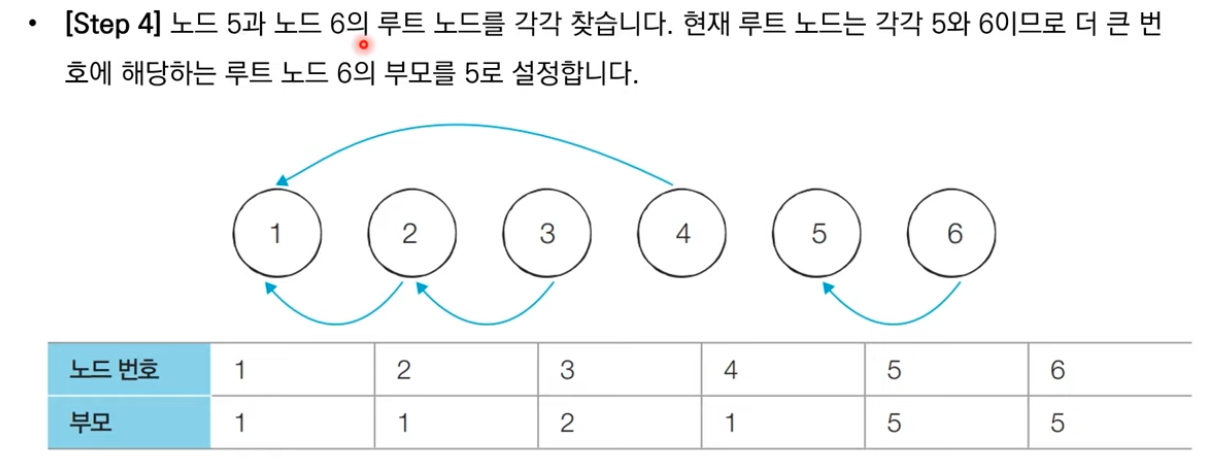 • [Step 4] 노드 5과 노드 6의 루트 노드를 각각 찾습니다. 현재 루트 노드는 각각 5와 6이므로 더 큰 번
호에 해당하는 루트 노드 6의 부모를 5로 설정합니다.
1 2 3 4 5 6
노드 번호 1 2 3 4 5 6
부모 1 1 2 1 5 5